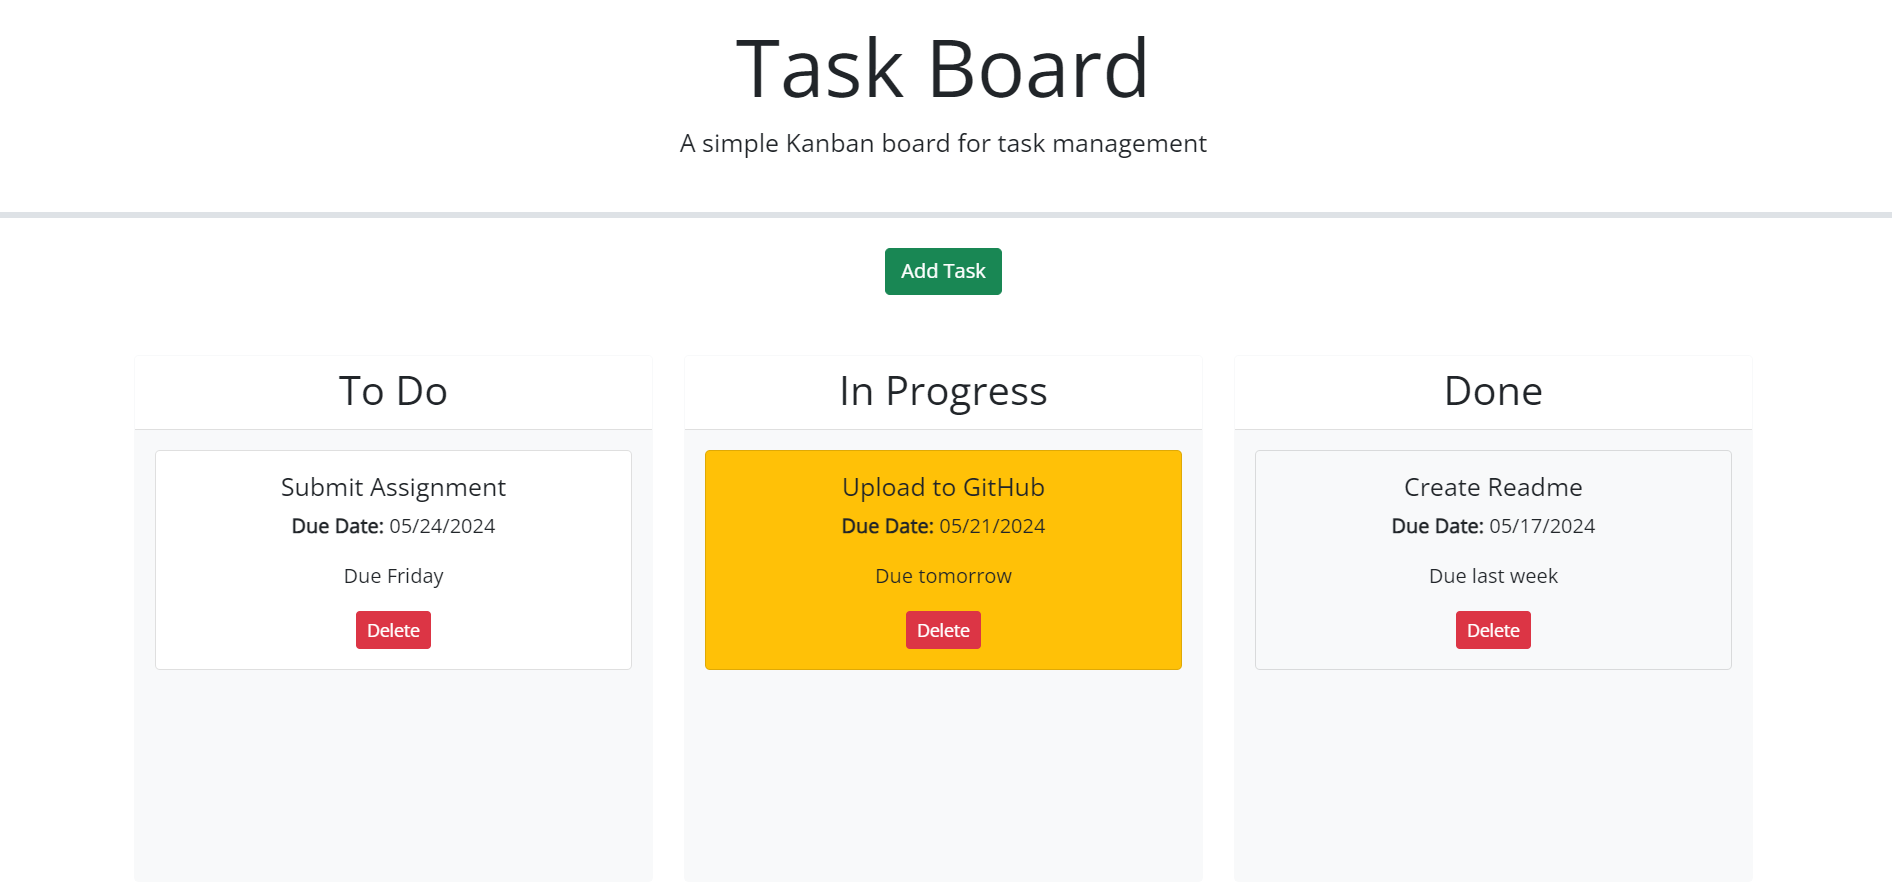 Task Board
A simple Kanban board for task management
Add Task
To Do
Submit Assignment
Due Date: 05/24/2024
Due Friday
Delete
In Progress
Upload to GitHub
Due Date: 05/21/2024
Due tomorrow
Delete
Done
Create Readme
Due Date: 05/17/2024
Due last week
Delete